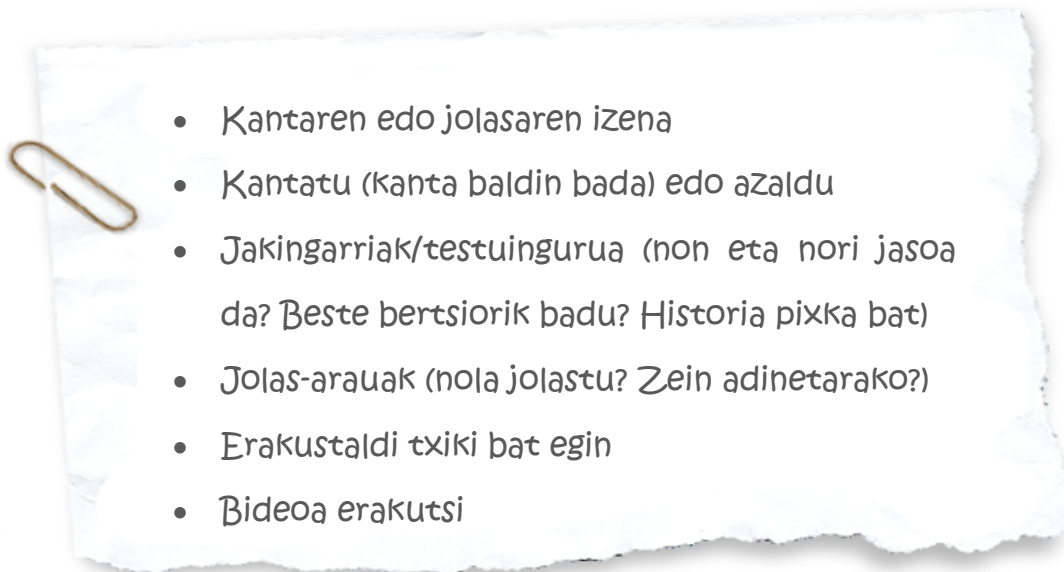 • Kantaren edo jolasaren izena
• Kantatu (kanta baldin bada) edo azaldu
• Jakingarriak/testuingurua (non eta nori jasoa
da? Beste bertsiorik badu? Historia pixka bat)
• Jolas-arauak (nola jolastu? Zein adinetarako?)
• Erakustaldi txiki bat egin
• Bideoa erakutsi